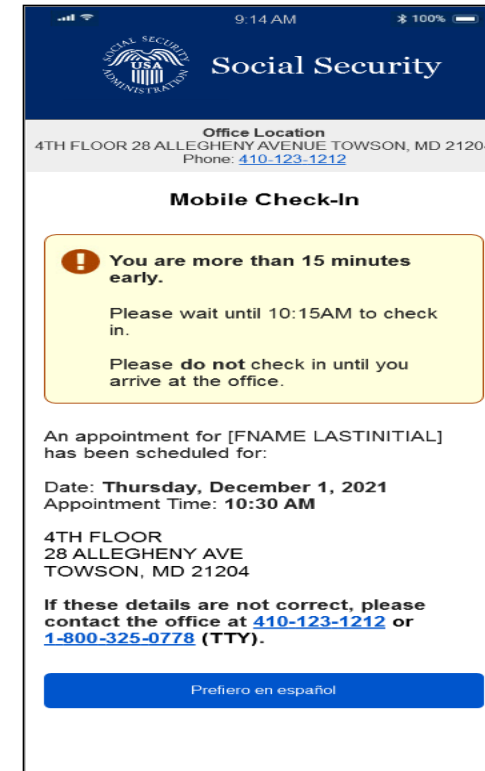 9:14 AM
100%
SOCIAL SECURITY
USA
ADMINISTRATION
Social Security
Office Location
4TH FLOOR 28 ALLEGHENY AVENUE TOWSON, MD 2120
Phone: 410-123-1212
Mobile Check-In
You are more than 15 minutes
early.
Please wait until 10:15AM to check
in.
Please do not check in until you
arrive at the office.
An appointment for [FNAME LASTINITIAL]
has been scheduled for:
Date: Thursday, December 1, 2021
Appointment Time: 10:30 AM
4TH FLOOR
28 ALLEGHENY AVE
TOWSON, MD 21204
If these details are not correct, please
contact the office at 410-123-1212 or
1-800-325-0778 (TTY).
Prefiero en español